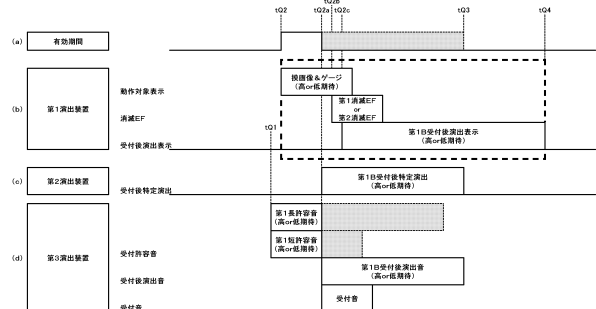 tQ2b
tQ2 tQ2a tQ2c tQ3 tQ4
(a) 有効期間
操画像&ゲージ
(高or低期待)
動作対象表示
第1消滅EF
or
第2消滅EF
(b) 第1演出装置
消滅EF
第1B受付後演出表示
(高or低期待)
受付後演出表示
tQ1
(c) 第2演出装置
第1B受付後特定演出
(高or低期待)
受付後特定演出
第1長許容音
(高or低期待)
第1短許容音
(高or低期待)
受付許容音
(d) 第3演出装置
第1B受付後演出音
(高or低期待)
受付後演出音
受付音
受付音